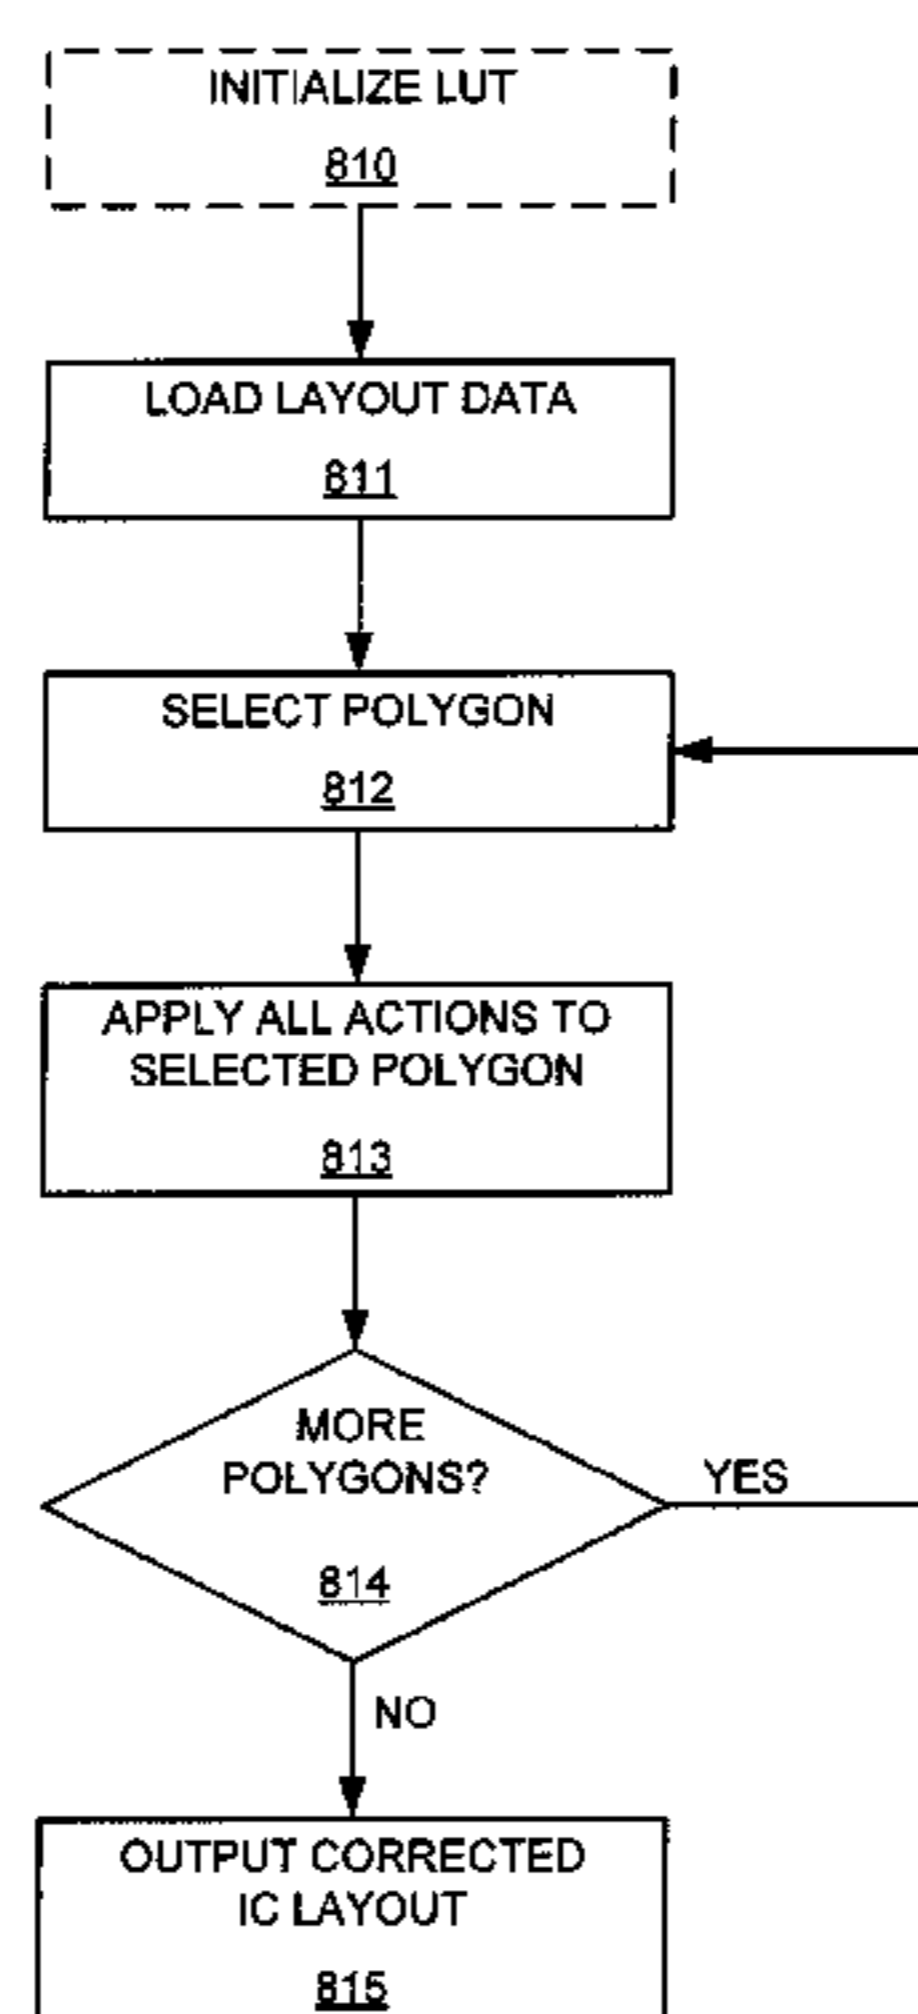 INITIALIZE LUT
810
LOAD LAYOUT DATA
811
SELECT POLYGON
812
APPLY ALL ACTIONS TO
SELECTED POLYGON
813
MORE
POLYGONS?
814
YES
NO
OUTPUT CORRECTED
IC LAYOUT
815